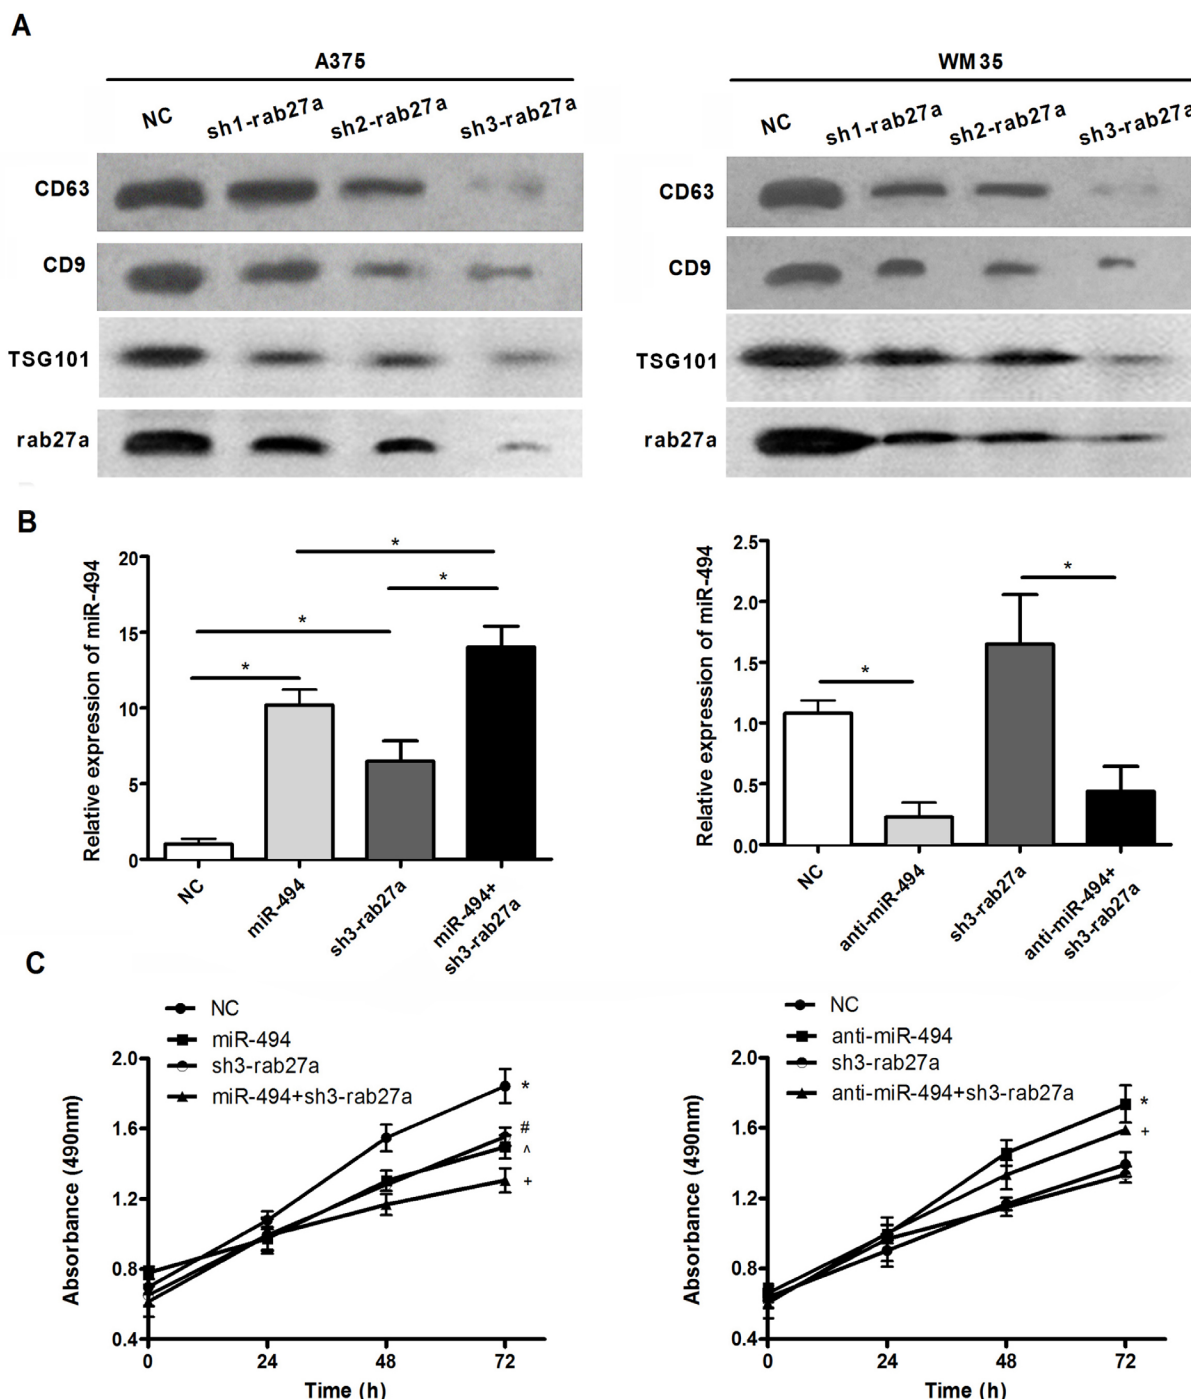 A
A375
WM35
NC sh1-rab27a sh2-rab27a sh3-rab27a
NC sh1-rab27a sh2-rab27a sh3-rab27a
CD63
CD63
CD9
CD9
TSG101
TSG101
rab27a
rab27a
B
Relative expression of miR-494
20
15
10
5
0
* * * *
NC
miR-494
sh3-rab27a
miR-494+
sh3-rab27a
Relative expression of miR-494
2.5
2.0
1.5
1.0
0.5
0.0
* *
NC
anti-miR-494
sh3-rab27a
anti-miR-494+
sh3-rab27a
C
NC
miR-494
sh3-rab27a
miR-494+sh3-rab27a
Absorbance (490nm)
2.0
1.6
1.2
0.8
0.4
*
#
^
+
0 24 48 72
Time (h)
NC
anti-miR-494
sh3-rab27a
anti-miR-494+sh3-rab27a
Absorbance (490nm)
2.0
1.6
1.2
0.8
0.4
*
+
0 24 48 72
Time (h)